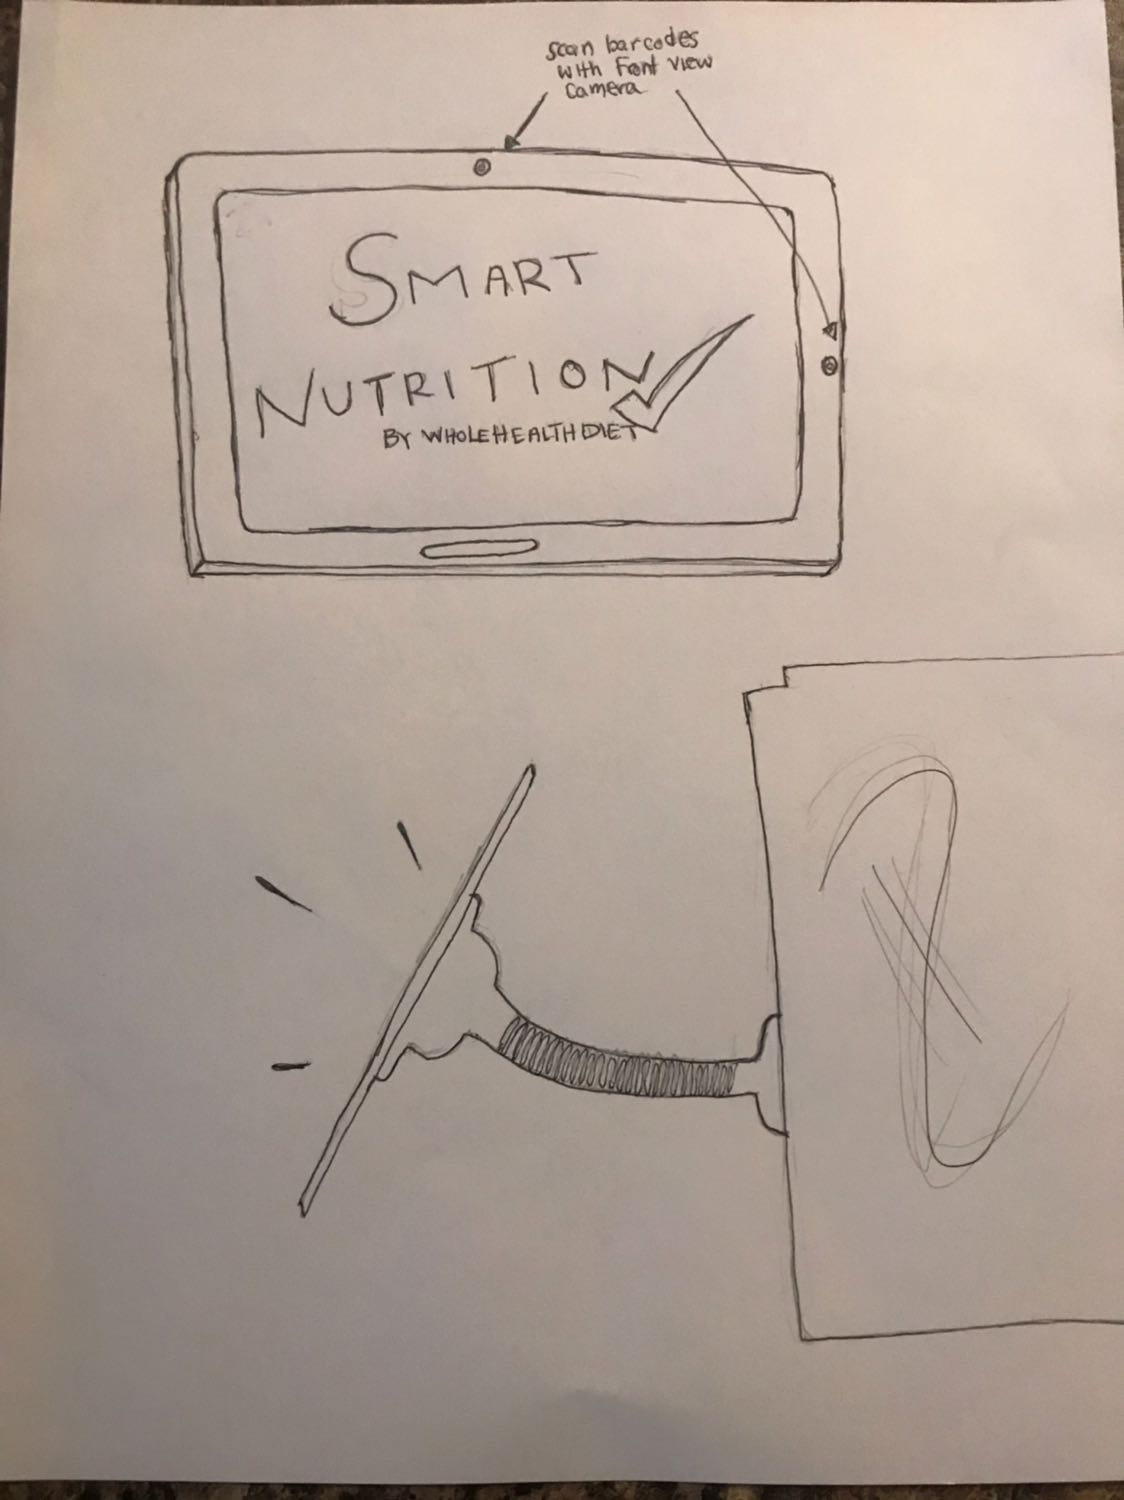 scan barcodes
with Front view
camera
SMART
NUTRITION
BY WHOLEHEALTHDIET